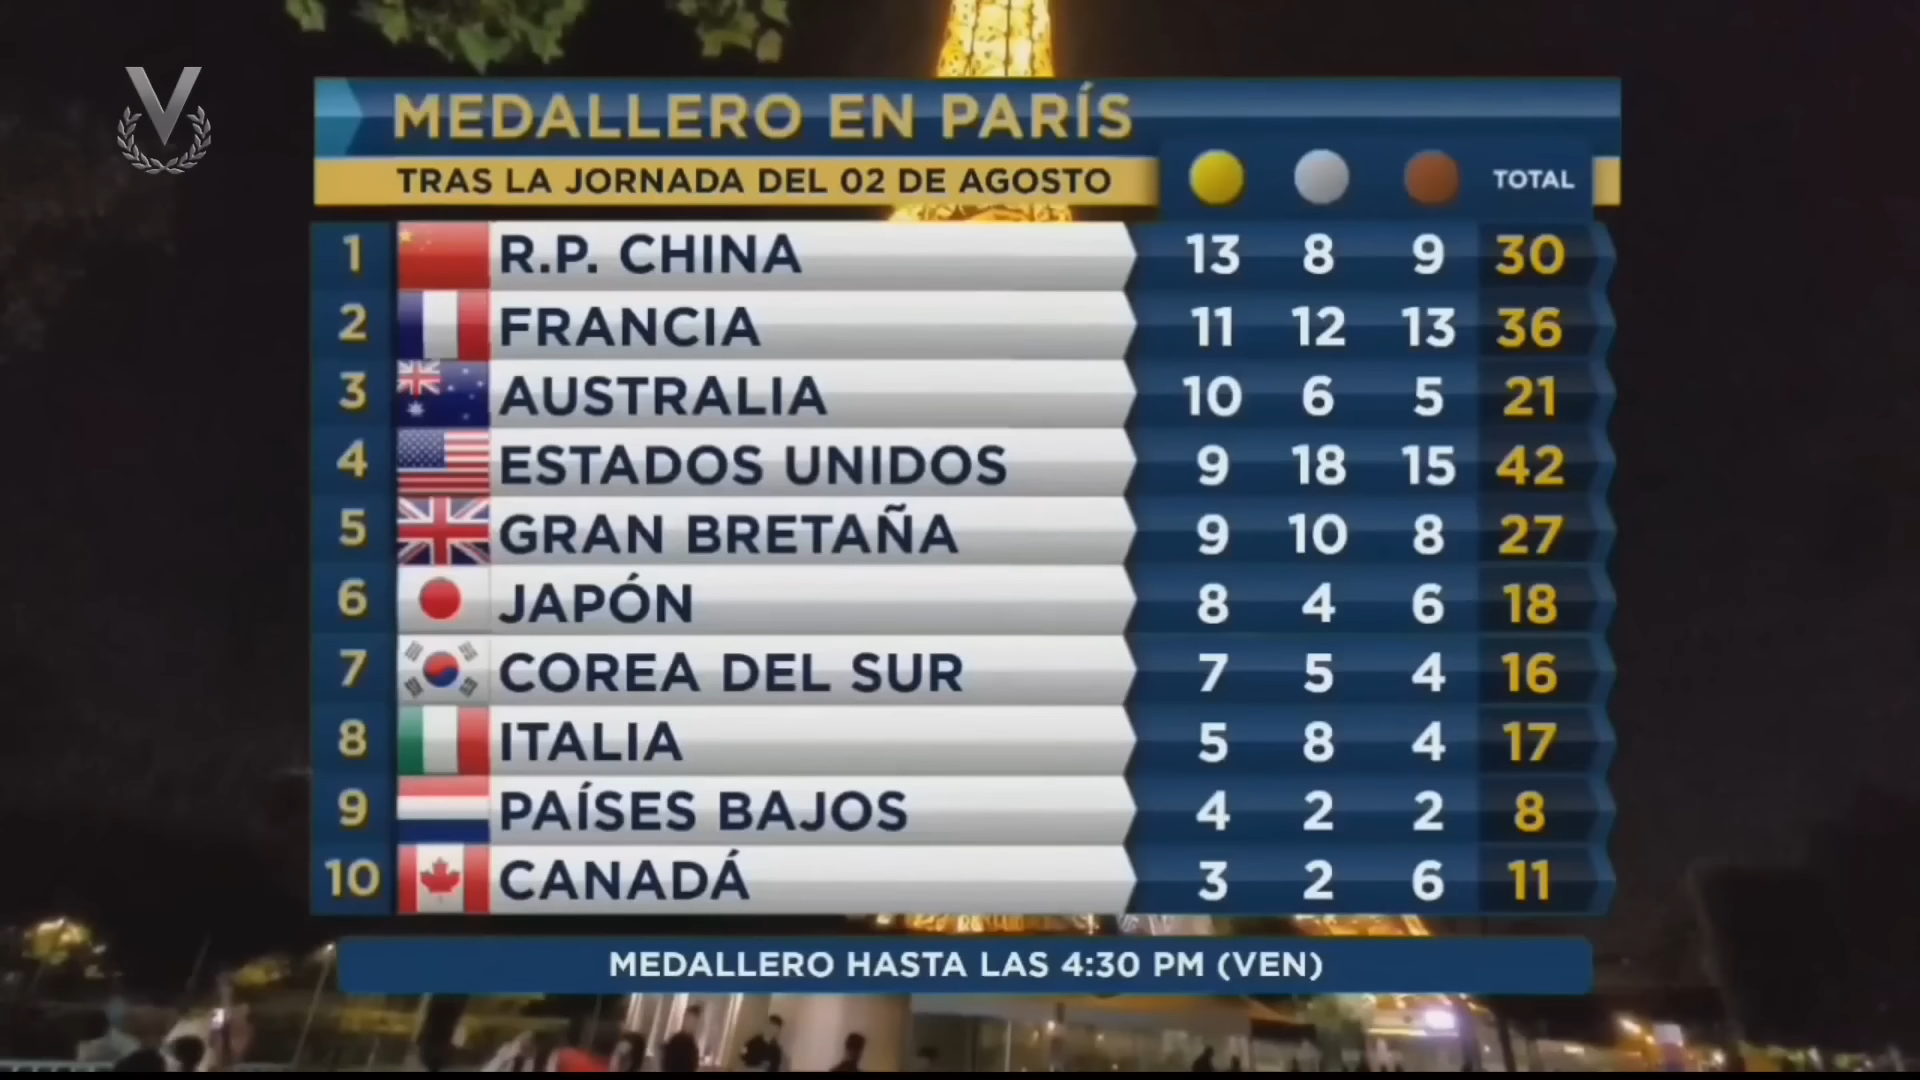 V
MEDALLERO EN PARÍS
TRAS LA JORNADA DEL 02 DE AGOSTO TOTAL
1 R.P. CHINA 13 8 9 30
2 FRANCIA 11 12 13 36
3 AUSTRALIA 10 6 5 21
4 ESTADOS UNIDOS 9 18 15 42
5 GRAN BRETAÑA 9 10 8 27
6 JAPÓN 8 4 6 18
7 COREA DEL SUR 7 5 4 16
8 ITALIA 5 8 4 17
9 PAÍSES BAJOS 4 2 2 8
10 CANADÁ 3 2 6 11
MEDALLERO HASTA LAS 4:30 PM (VEN)